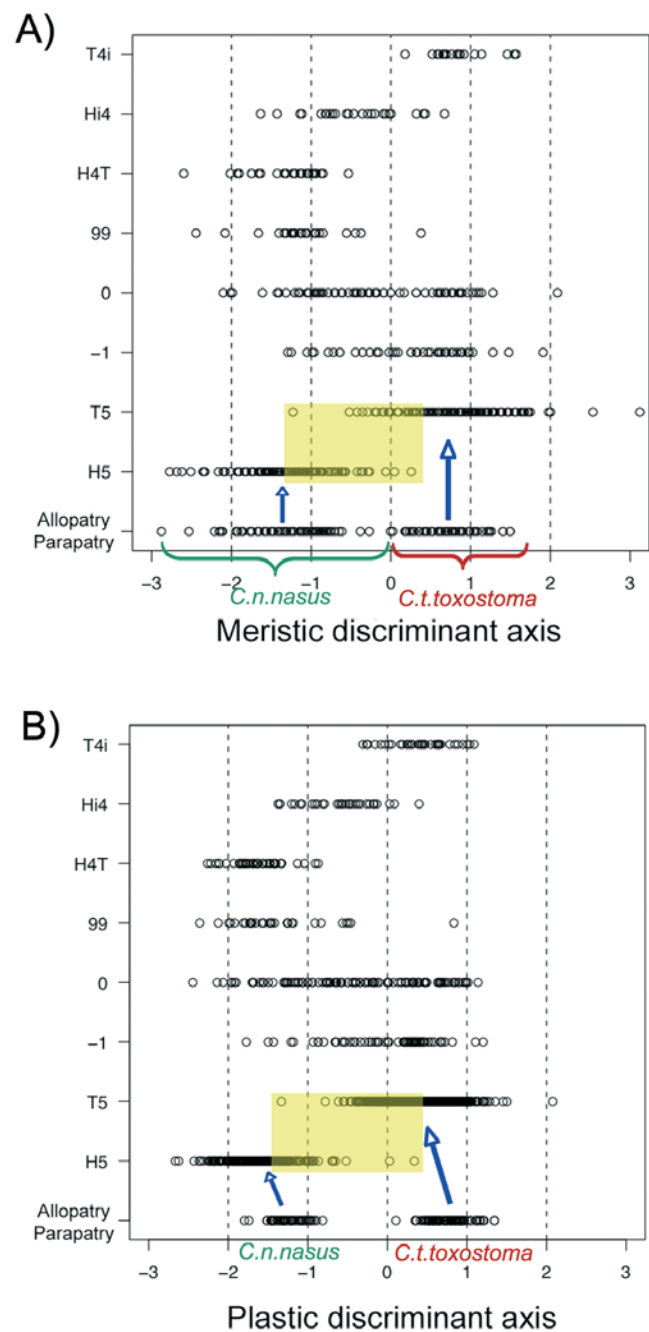 A)
T4i
Hi4
H4T
99
0
−1
T5
H5
Allopatry
Parapatry
−3 −2 −1 0 1 2 3
C.n.nasus C.t.toxostoma
Meristic discriminant axis
B)
T4i
Hi4
H4T
99
0
−1
T5
H5
Allopatry
Parapatry
C.n.nasus C.t.toxostoma
−3 −2 −1 0 1 2 3
Plastic discriminant axis